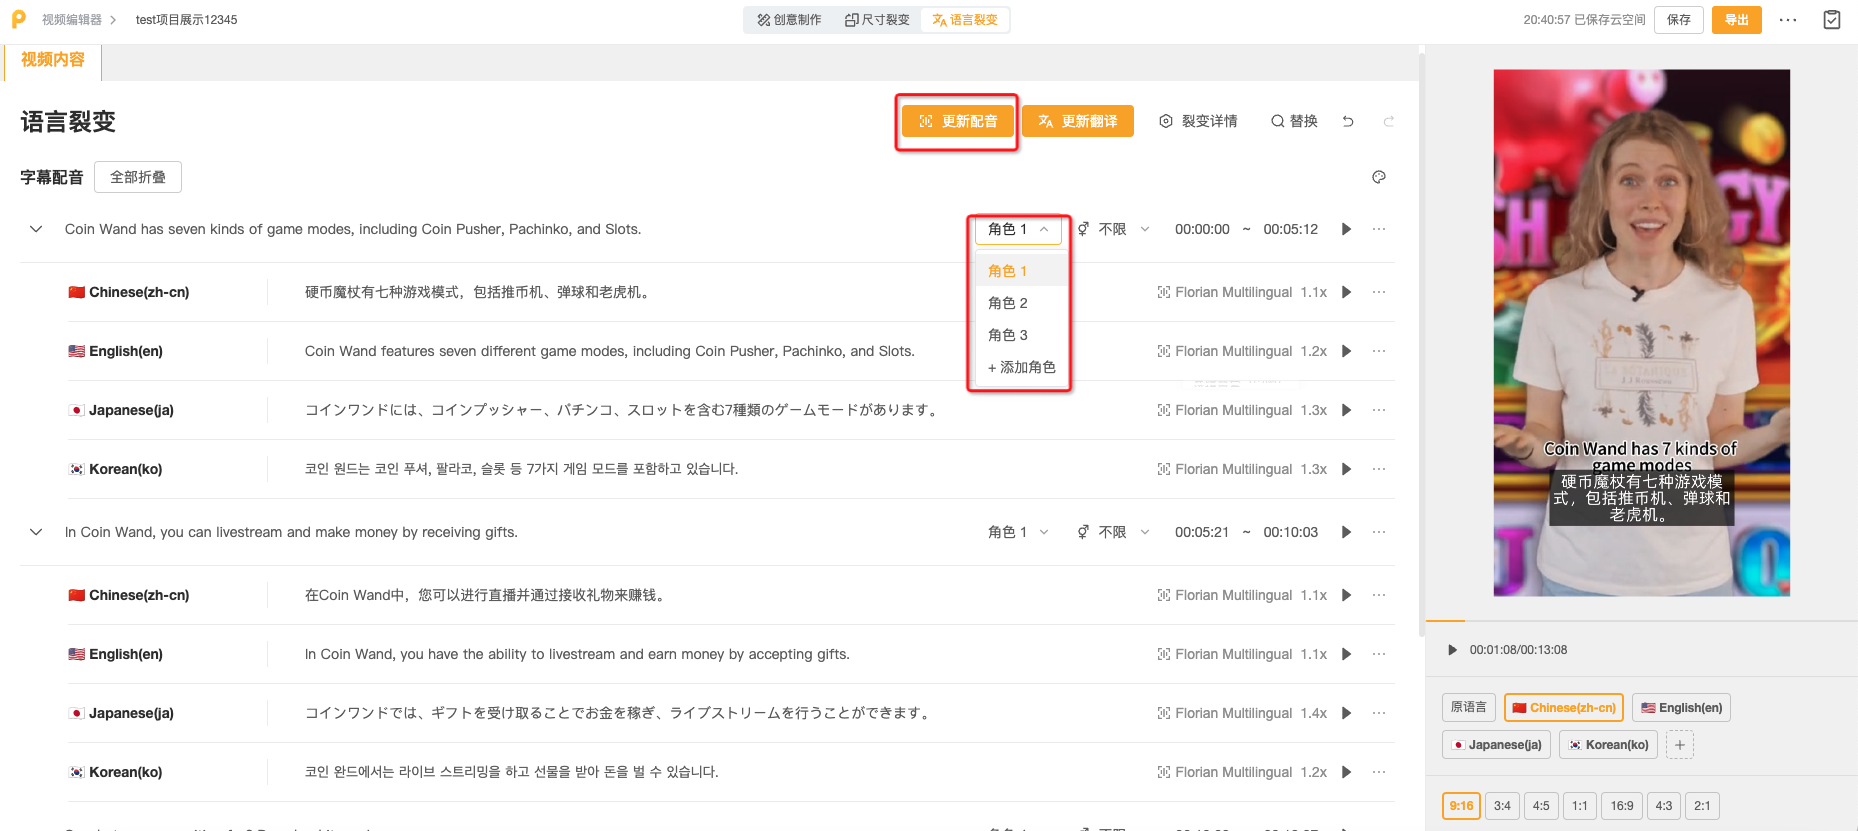 视频编辑器
test项目展示12345
创意制作
尺寸裂变
语言裂变
20:40:57 已保存云空间
保存
导出
视频内容
语言裂变
更新配音
更新翻译
裂变详情
替换
字幕配音
全部折叠
Coin Wand has seven kinds of game modes, including Coin Pusher, Pachinko, and Slots.
角色 1
不限
00:00:00 ~ 00:05:12
角色 1
角色 2
角色 3
+ 添加角色
Chinese(zh-cn)
硬币魔杖有七种游戏模式，包括推币机、弹球和老虎机。
Florian Multilingual 1.1x
English(en)
Coin Wand features seven different game modes, including Coin Pusher, Pachinko, and Slots.
Florian Multilingual 1.2x
Japanese(ja)
コインワンドには、コインプッシャー、パチンコ、スロットを含む7種類のゲームモードがあります。
Florian Multilingual 1.3x
Korean(ko)
코인 원드는 코인 푸셔, 팔라코, 슬롯 등 7가지 게임 모드를 포함하고 있습니다.
Florian Multilingual 1.3x
In Coin Wand, you can livestream and make money by receiving gifts.
角色 1
不限
00:05:21 ~ 00:10:03
Chinese(zh-cn)
在Coin Wand中，您可以进行直播并通过接收礼物来赚钱。
Florian Multilingual 1.1x
English(en)
In Coin Wand, you have the ability to livestream and earn money by accepting gifts.
Florian Multilingual 1.1x
Japanese(ja)
コインワンドでは、ギフトを受け取ることでお金を稼ぎ、ライブストリームを行うことができます。
Florian Multilingual 1.4x
Korean(ko)
코인 완드에서는 라이브 스트리밍을 하고 선물을 받아 돈을 벌 수 있습니다.
Florian Multilingual 1.2x
Coin Wand has 7 kinds of
game modes
硬币魔杖有七种游戏模
式，包括推币机、弹球和
老虎机。
00:01:08/00:13:08
原语言
Chinese(zh-cn)
English(en)
Japanese(ja)
Korean(ko)
+
9:16
3:4
4:5
1:1
16:9
4:3
2:1